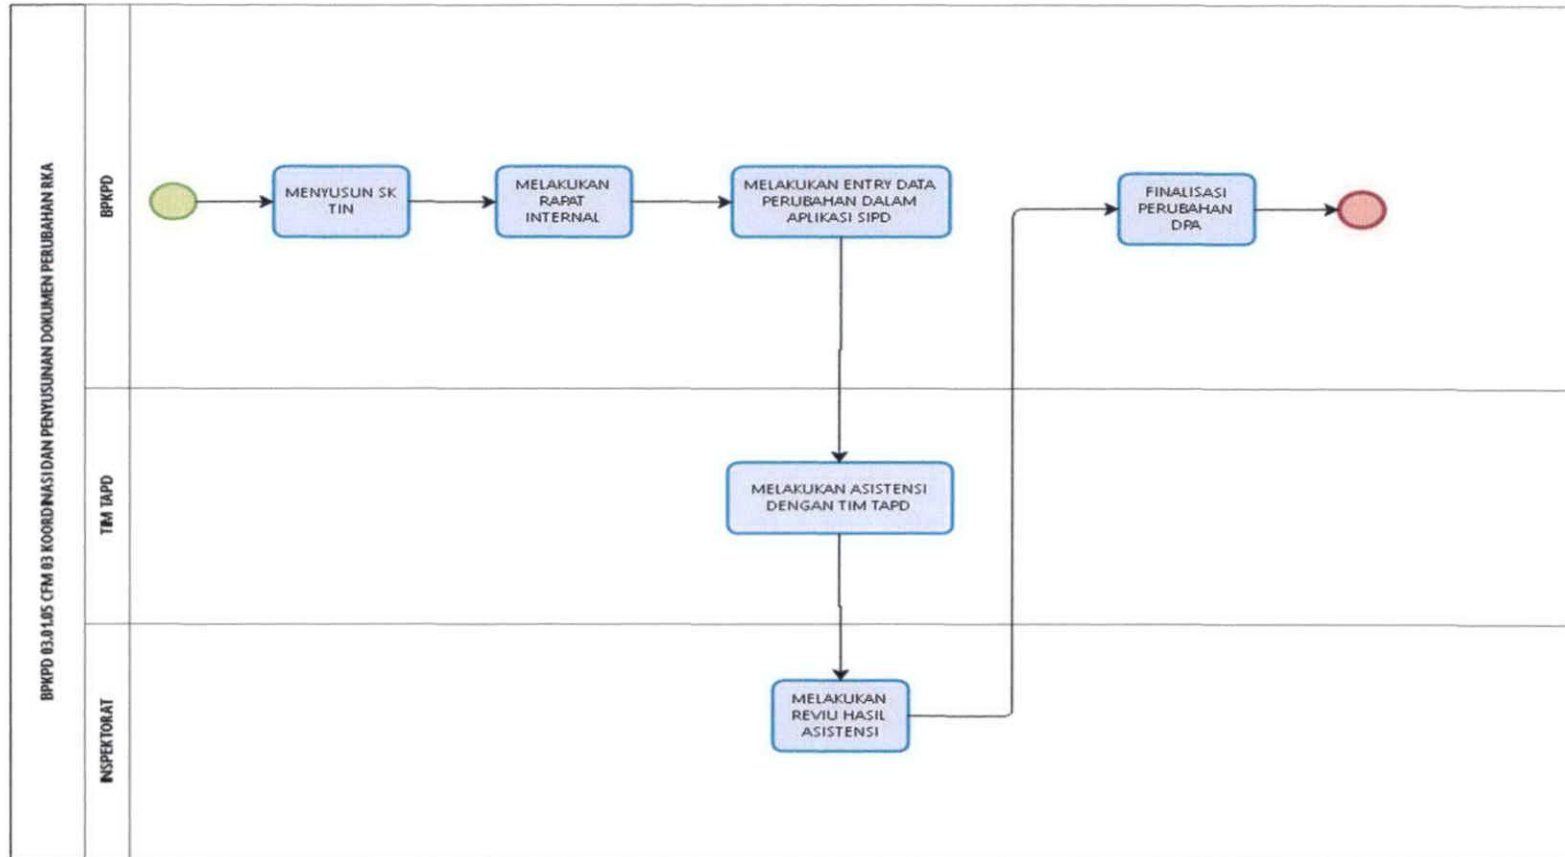 BPKPD 03.01.05 CFM 03 KOORDINASI DAN PENYUSUNAN DOKUMEN PERUBAHAN RKA
BPKPD
MENYUSUN SK
TIN
MELAKUKAN
RAPAT
INTERNAL
MELAKUKAN ENTRY DATA
PERUBAHAN DALAM
APLIKASI SIPD
FINALISASI
PERUBAHAN
DPA
TIM TAPD
MELAKUKAN ASISTENSI
DENGAN TIM TAPD
INSPEKTORAT
MELAKUKAN
REVIU HASIL
ASISTENSI